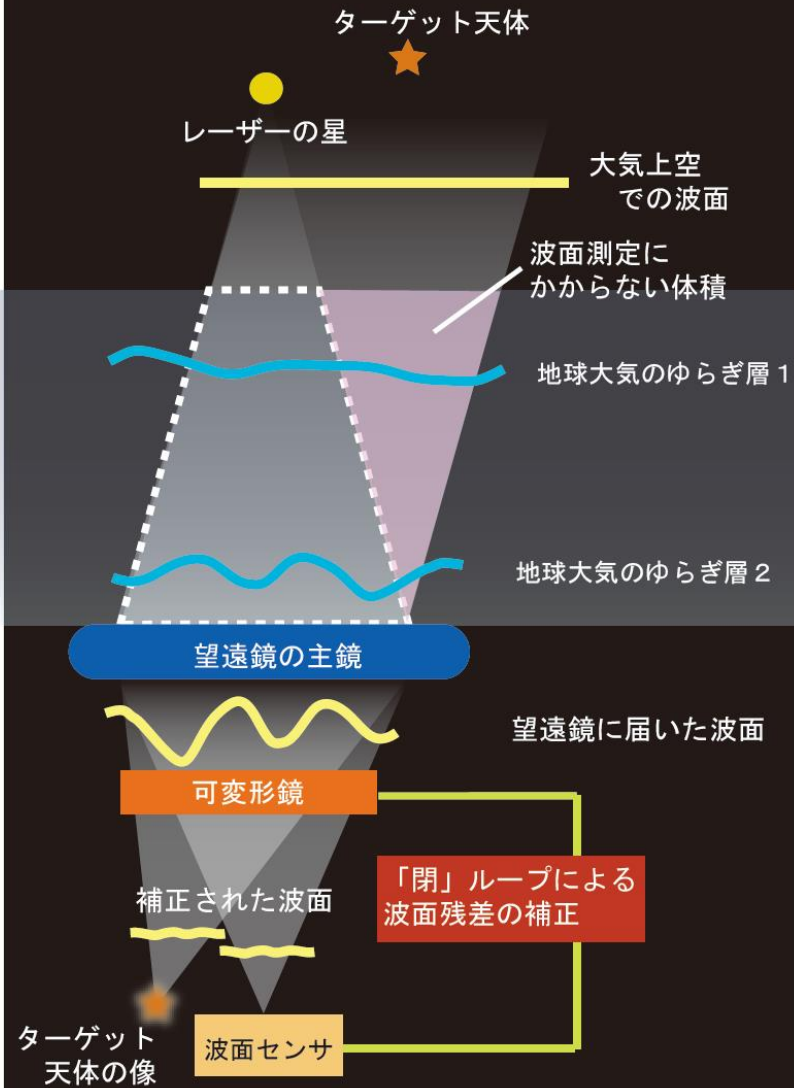 ターゲット天体
レーザーの星
大気上空
での波面
波面測定に
かからない体積
地球大気のゆらぎ層1
地球大気のゆらぎ層2
望遠鏡の主鏡
望遠鏡に届いた波面
可変形鏡
「閉」ループによる
波面残差の補正
補正された波面
ターゲット
天体の像
波面センサ